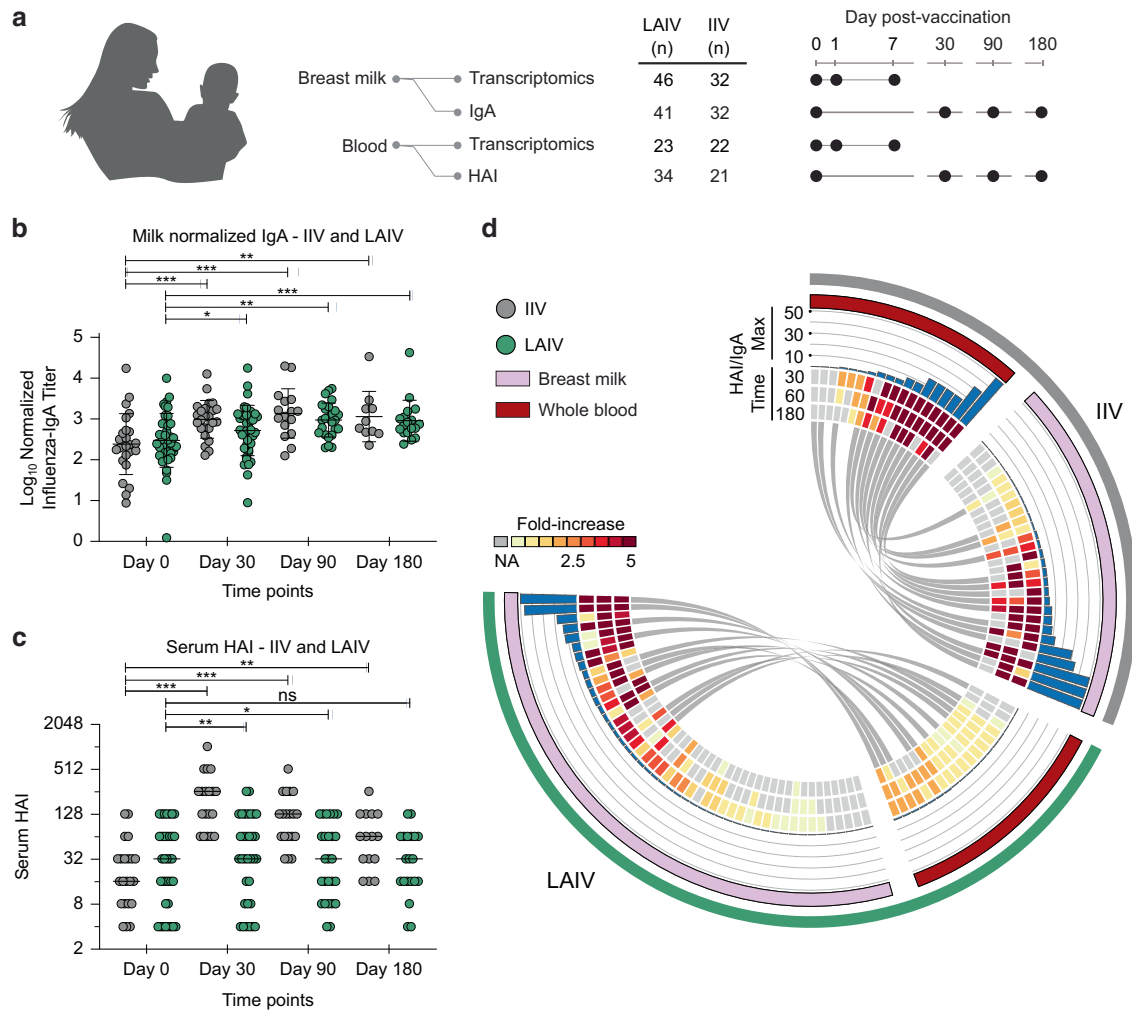 a
LAIV IIV Day post-vaccination
(n) (n) 0 1 7 30 90 180
Breast milk Transcriptomics 46 32
IgA 41 32
Blood Transcriptomics 23 22
HAI 34 21
b
Milk normalized IgA - IIV and LAIV
**
***
***
***
**
*
5
4
3
2
1
0
Log₁₀ Normalized
Influenza-IgA Titer
Day 0 Day 30 Day 90 Day 180
Time points
c
Serum HAI - IIV and LAIV
**
***
***
ns
*
**
2048
512
128
32
8
2
Serum HAI
Day 0 Day 30 Day 90 Day 180
Time points
d
IIV
LAIV
Breast milk
Whole blood
HAI/IgA
Max
50
30
10
Time
30
60
180
IIV
Fold-increase
NA 2.5 5
LAIV